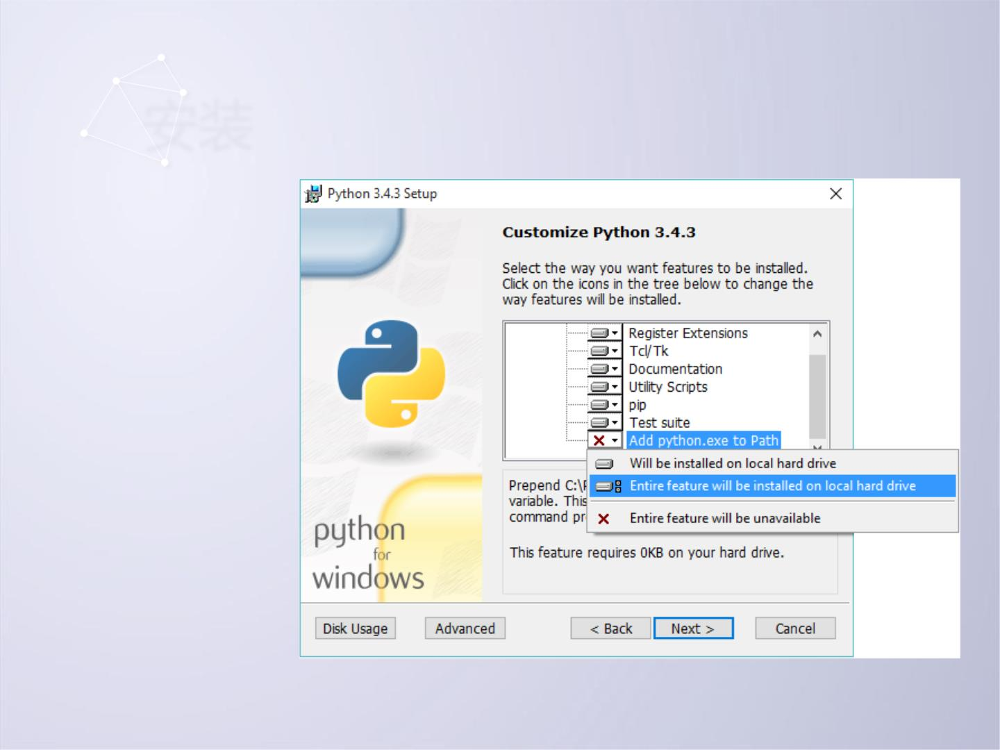 安装
Python 3.4.3 Setup
Customize Python 3.4.3
Select the way you want features to be installed.
Click on the icons in the tree below to change the
way features will be installed.
Register Extensions
Tcl/Tk
Documentation
Utility Scripts
pip
Test suite
Add python.exe to Path
Will be installed on local hard drive
Entire feature will be installed on local hard drive
Entire feature will be unavailable
Prepend C:\
variable. This
command
This feature requires 0KB on your hard drive.
python
for
windows
Disk Usage
Advanced
< Back
Next >
Cancel